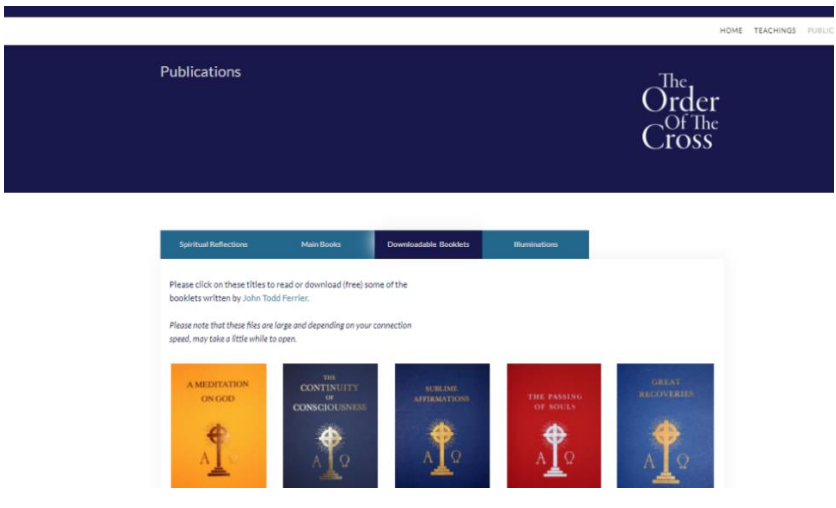 HOME TEACHINGS PUBLIC
Publications
The
Order
Of The
Cross
Spiritual Reflections Main Books Downloadable Booklets Illuminations
Please click on these titles to read or download (free) some of the
booklets written by John Todd Ferrier.
Please note that these files are large and depending on your connection
speed, may take a little while to open.
A MEDITATION
ON GOD
Α Ω
THE
CONTINUITY
OF
CONSCIOUSNESS
Α Ω
SUBLIME
AFFIRMATIONS
Α Ω
THE PASSING
OF SOULS
Α Ω
GREAT
RECOVERIES
Α Ω